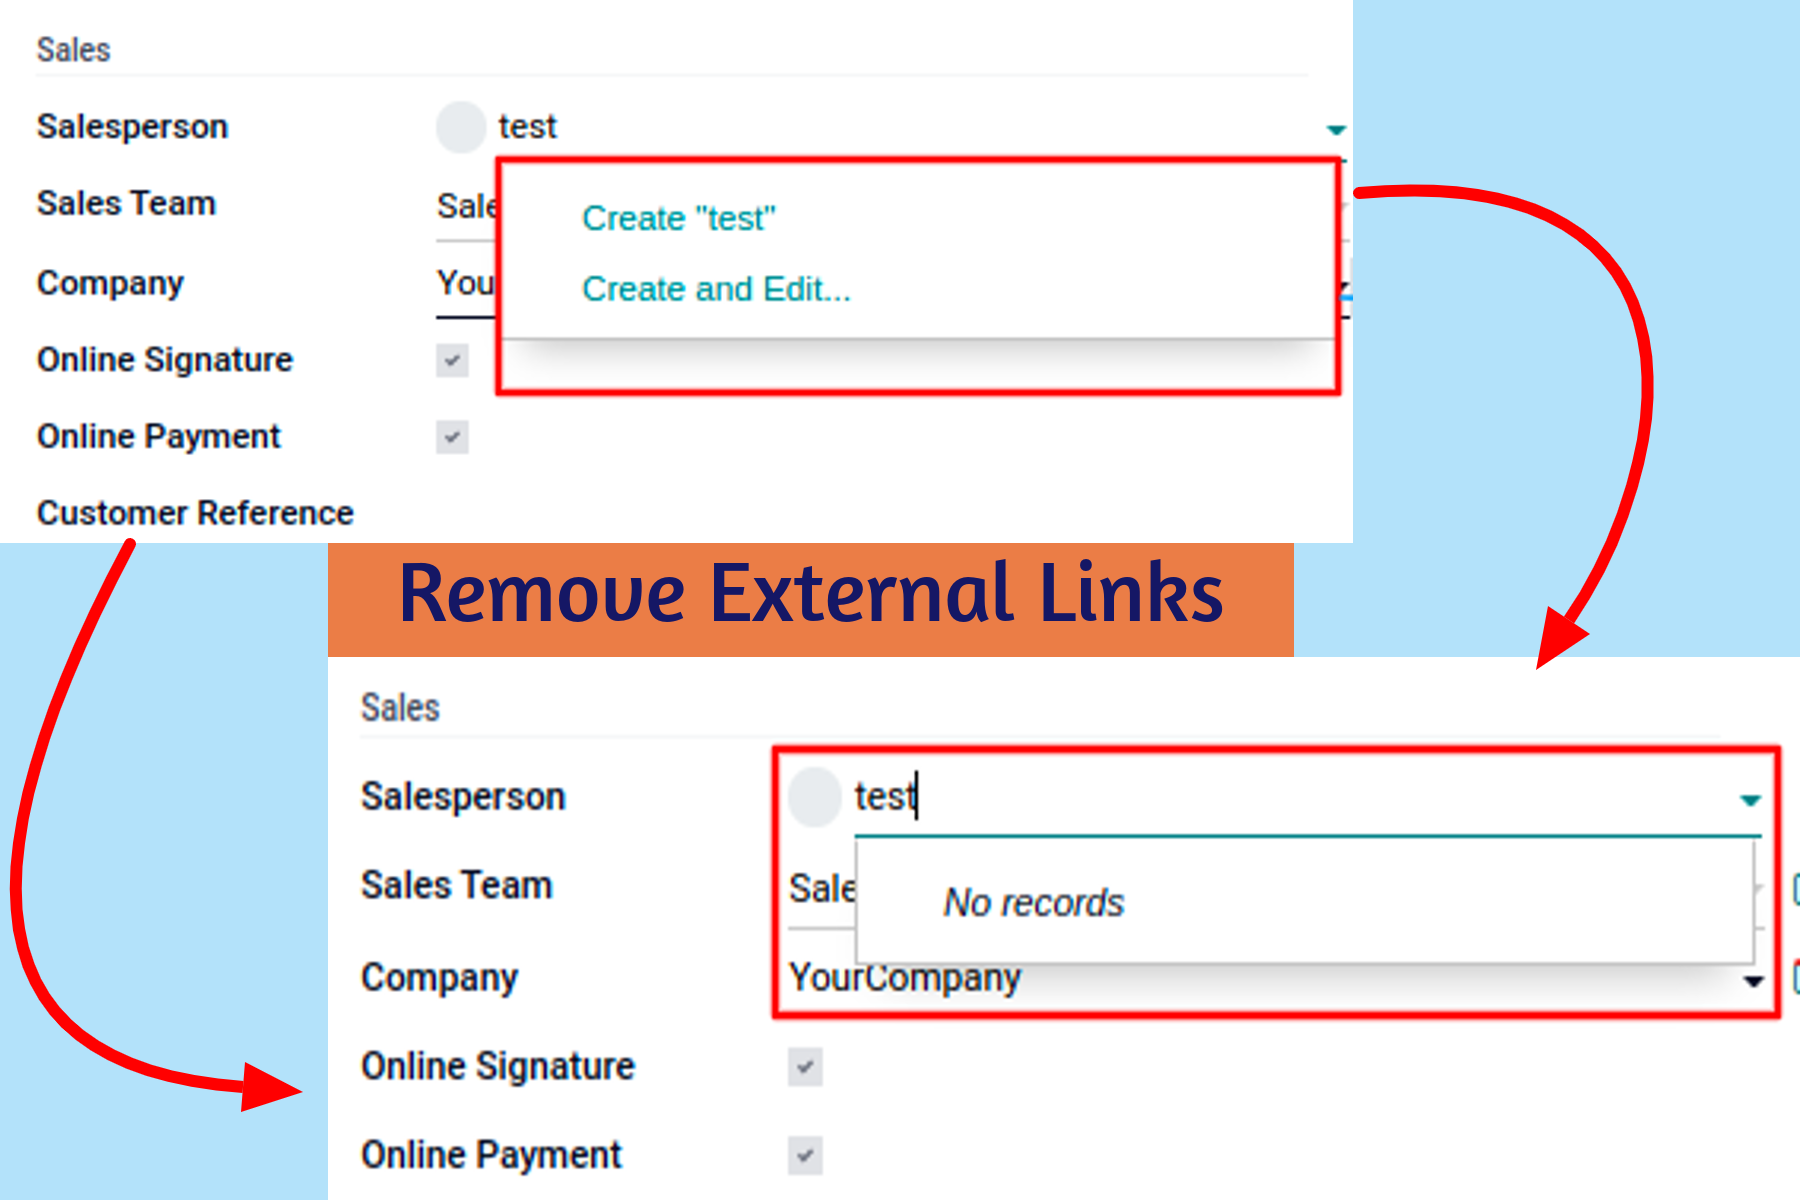 Sales
Salesperson test
Sales Team Sale
Create "test"
Company You
Create and Edit...
Online Signature
Online Payment
Customer Reference
Remove External Links
Sales
Salesperson test
Sales Team Sale
No records
Company YourCompany
Online Signature
Online Payment